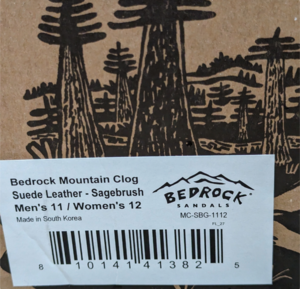 Bedrock Mountain Clog
Suede Leather - Sagebrush
Men's 11 / Women's 12
Made in South Korea
BEDROCK
SANDALS
MC-SBG-1112
8 10141 41382 5